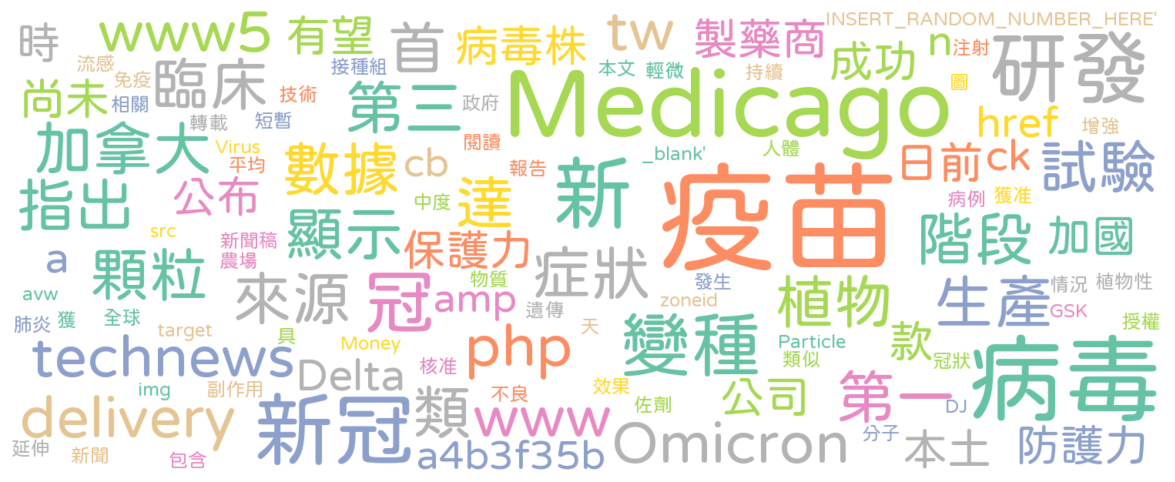 時
www5
有望
首
病毒株
tw
製藥商
INSERT_RANDOM_NUMBER_HERE'
成功
n
注射
研發
流感
免疫
接種組
本文
輕微
持續
圖
尚未
相關
臨床
技術
第三
政府
Medicago
href
增強
轉載
短暫
加拿大
Virus
平均
數據
cb
閱讀
報告
_blank'
人體
日前
ck
試驗
指出
公布
顯示
中度
達
新
疫苗
病例
獲准
階段
加國
src
新聞稿
農場
保護力
a
顆粒
來源
冠
amp
物質
症狀
遺傳
發生
zoneid
植物
生產
情況
植物性
GSK
avw
肺炎
獲
全球
target
具
Money
php
天
變種
Particle
類似
款
冠狀
授權
病毒
technews
img
副作用
Delta
核准
不良
效果
佐劑
公司
第一
DJ
delivery
新冠
類
www
Omicron
分子
本土
防護力
延伸
新聞
包含
a4b3f35b